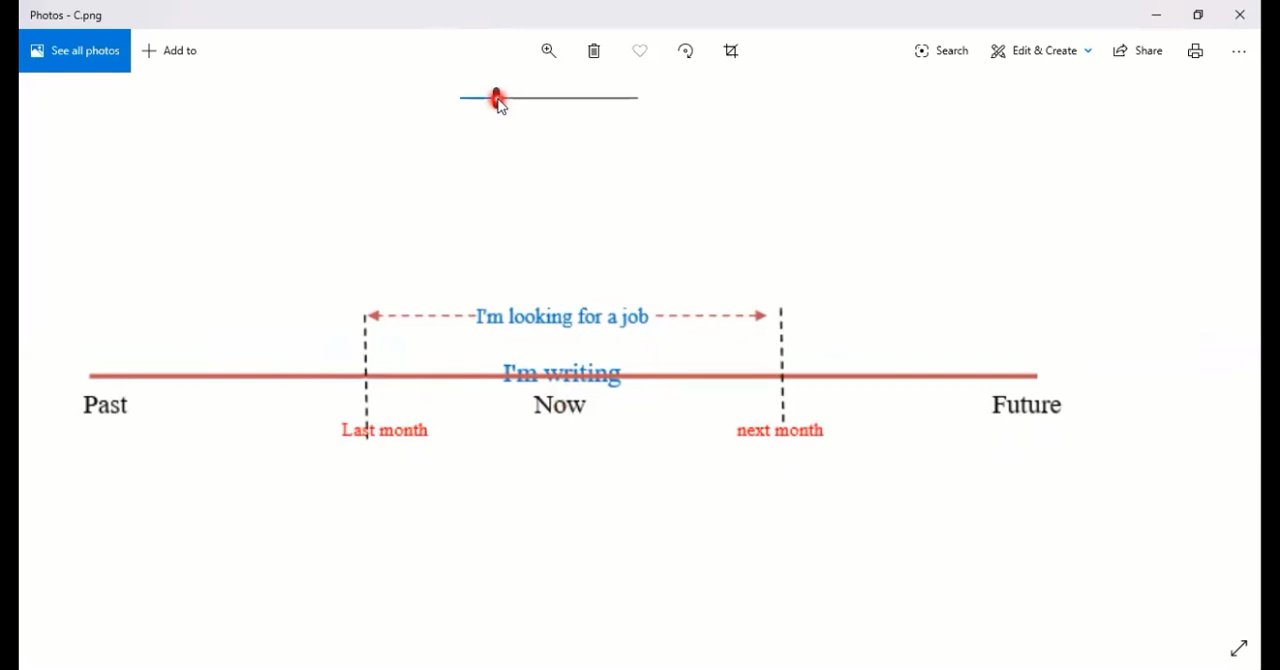 Photos - C.png
See all photos
Add to
Search
Edit & Create
Share
I'm looking for a job
I'm writing
Past
Now
Future
Last month
next month